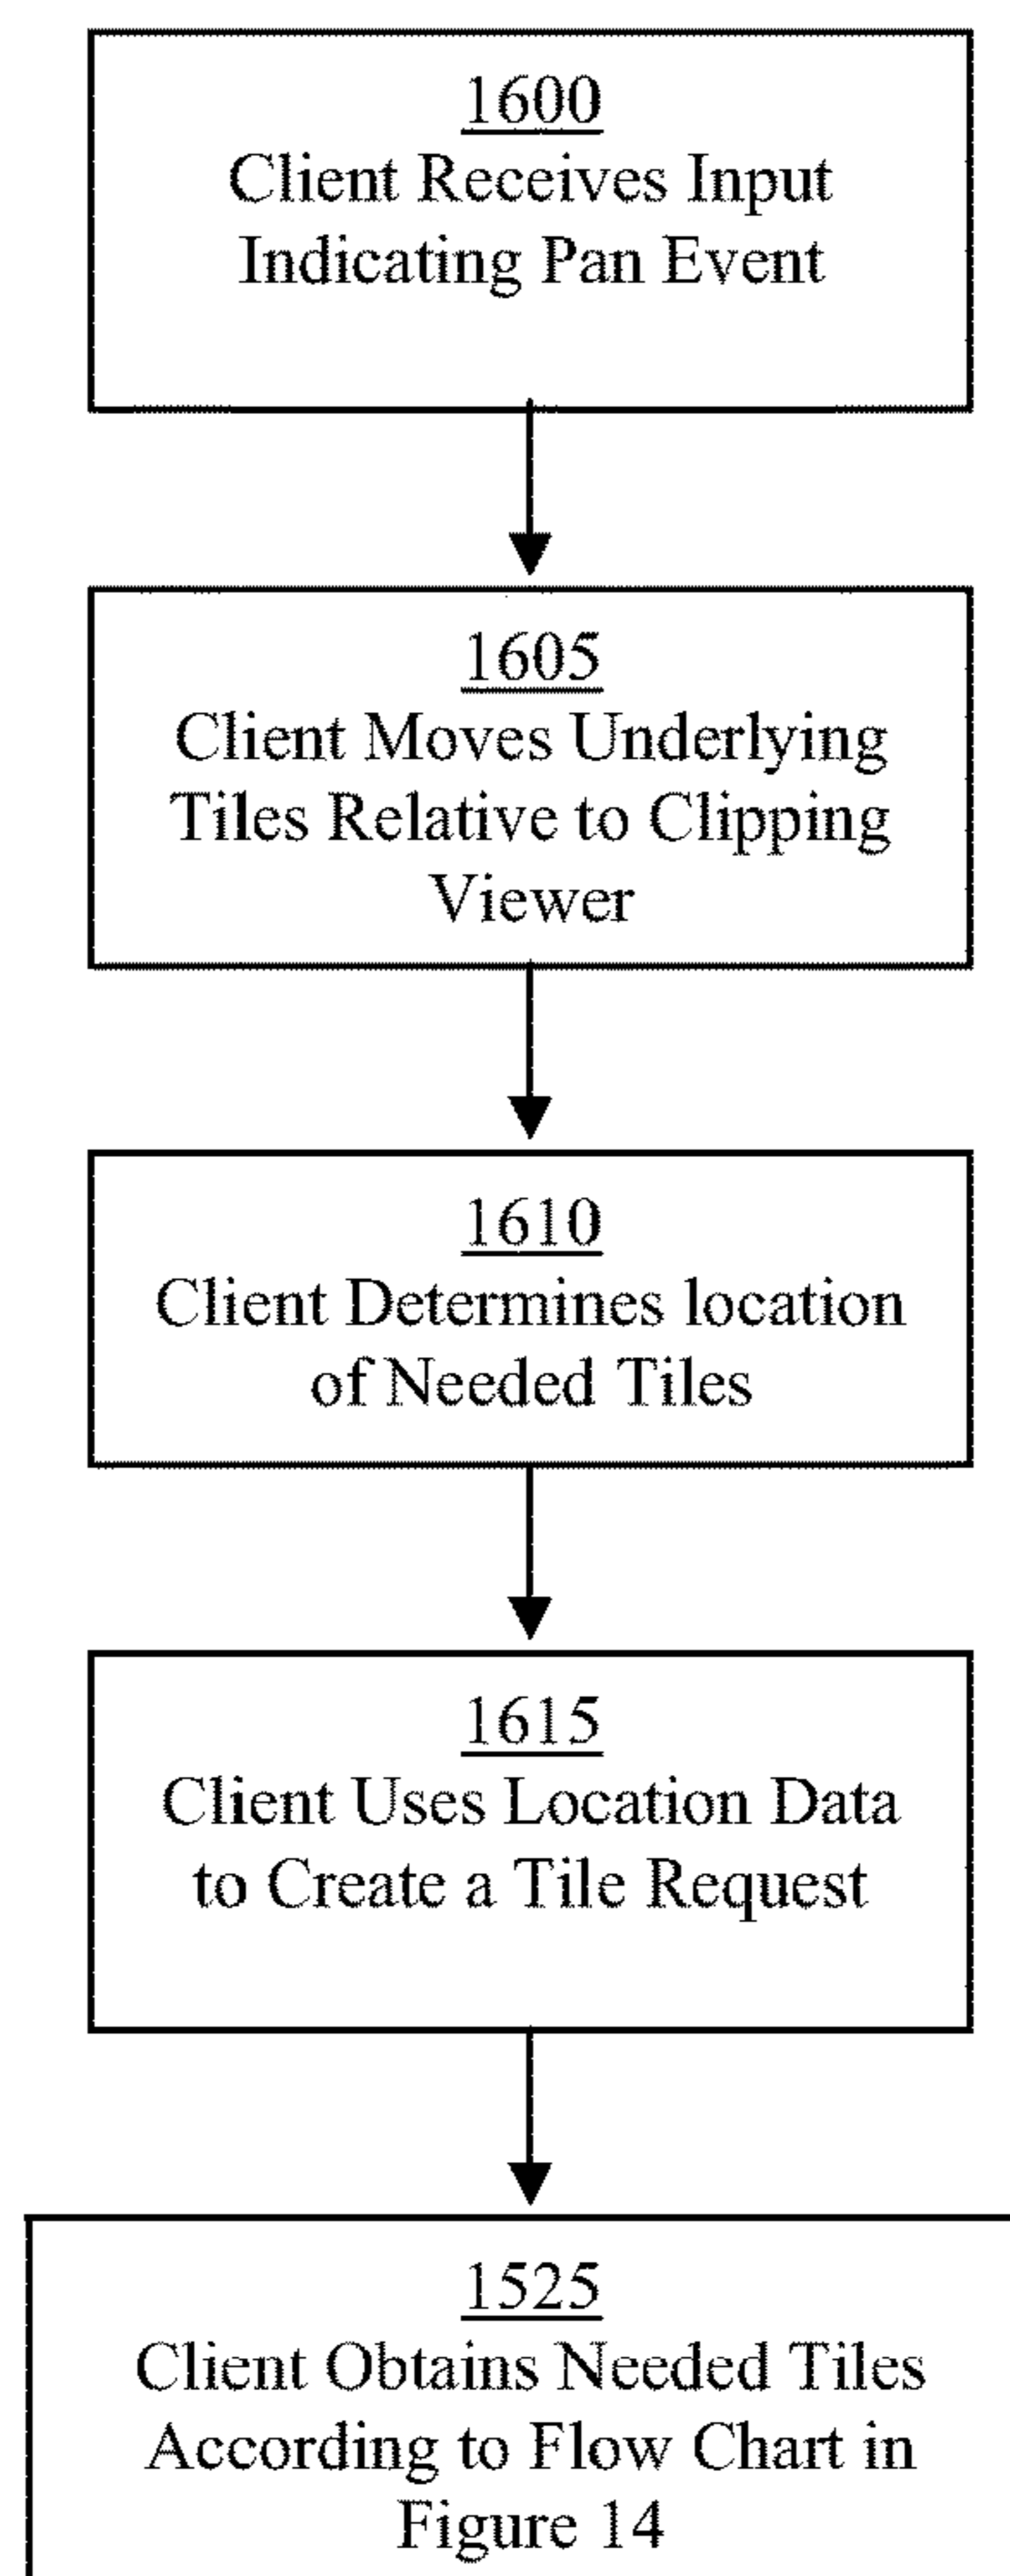 1600
Client Receives Input
Indicating Pan Event
1605
Client Moves Underlying
Tiles Relative to Clipping
Viewer
1610
Client Determines location
of Needed Tiles
1615
Client Uses Location Data
to Create a Tile Request
1525
Client Obtains Needed Tiles
According to Flow Chart in
Figure 14